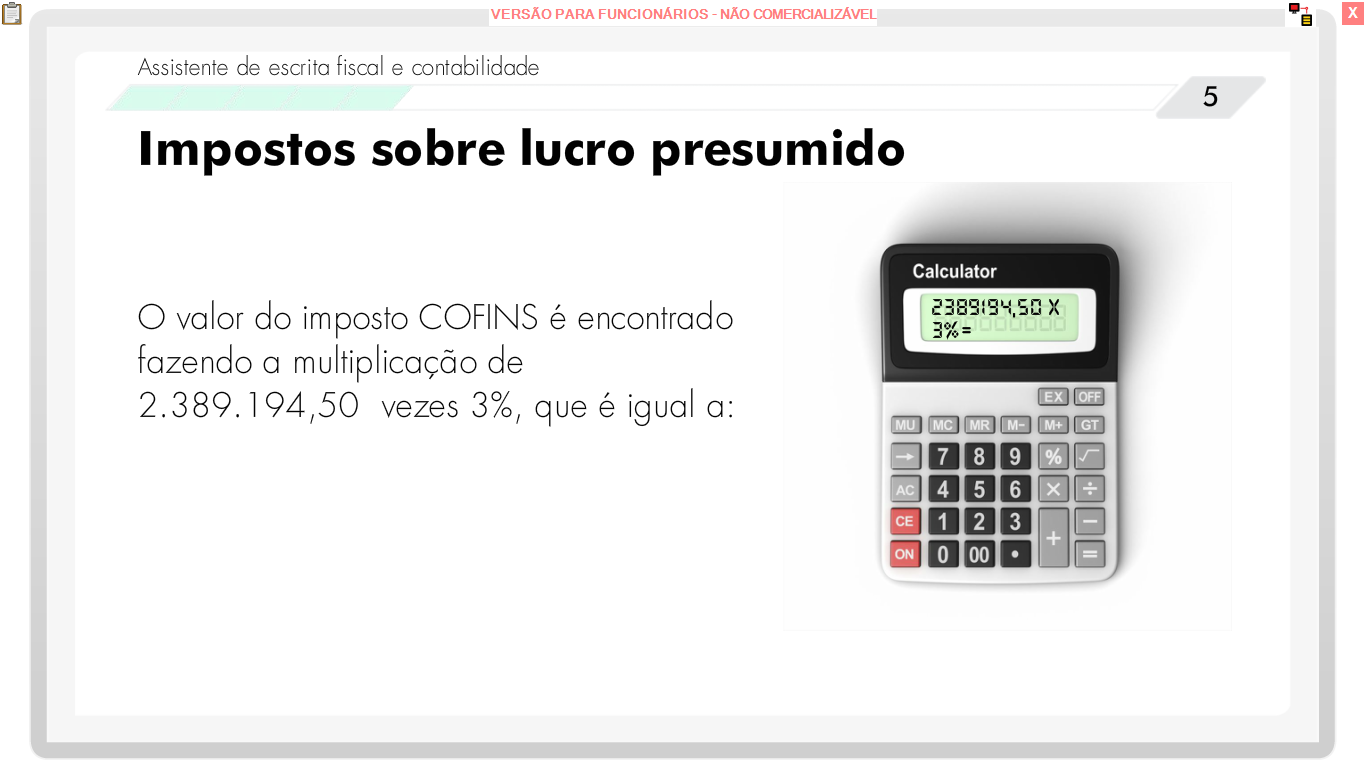 VERSÃO PARA FUNCIONÁRIOS - NÃO COMERCIALIZÁVEL
X
Assistente de escrita fiscal e contabilidade
5
Impostos sobre lucro presumido
O valor do imposto COFINS é encontrado
fazendo a multiplicação de
2.389.194,50 vezes 3%, que é igual a:
Calculator
2389194,50 X
3%=
EX OFF
MU MC MR M- M+ GT
→ 7 8 9 % √
AC 4 5 6 × ÷
CE 1 2 3 + −
ON 0 00 • =